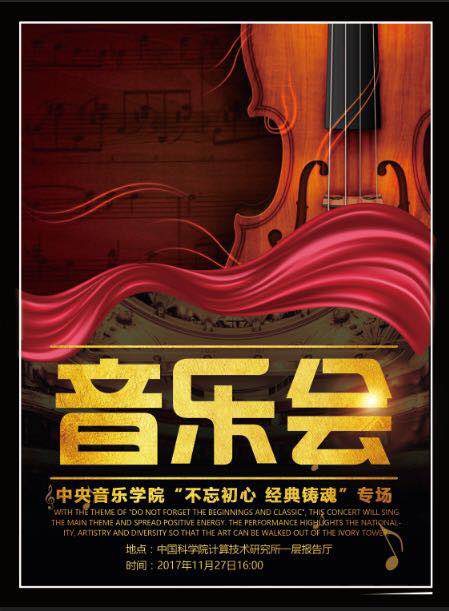 音乐会
中央音乐学院“不忘初心 经典铸魂”专场
WITH THE THEME OF "DO NOT FORGET THE BEGINNINGS AND CLASSIC", THIS CONCERT WILL SING
THE MAIN THEME AND SPREAD POSITIVE ENERGY. THE PERFORMANCE HIGHLIGHTS THE NATIONAL-
ITY, ARTISTRY AND DIVERSITY SO THAT THE ART CAN BE WALKED OUT OF THE IVORY TOWER
地点：中国科学院计算技术研究所一层报告厅
时间：2017年11月27日16:00